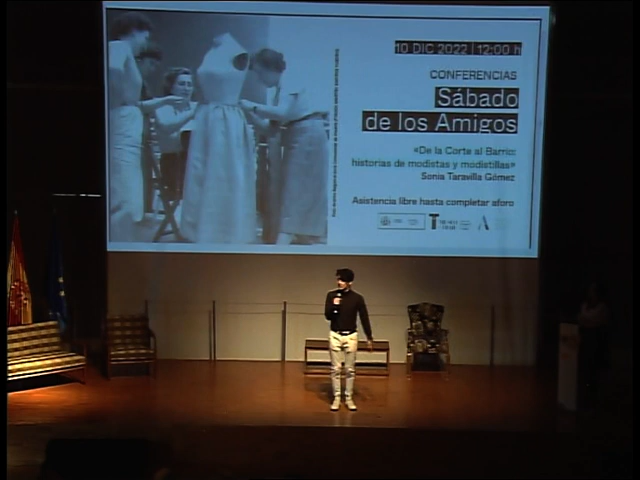 10 DIC 2022 | 12:00 h
CONFERENCIAS
Sábado
de los Amigos
«De la Corte al Barrio:
historias de modistas y modistillas»
Sonia Taravilla Gómez
Asistencia libre hasta completar aforo